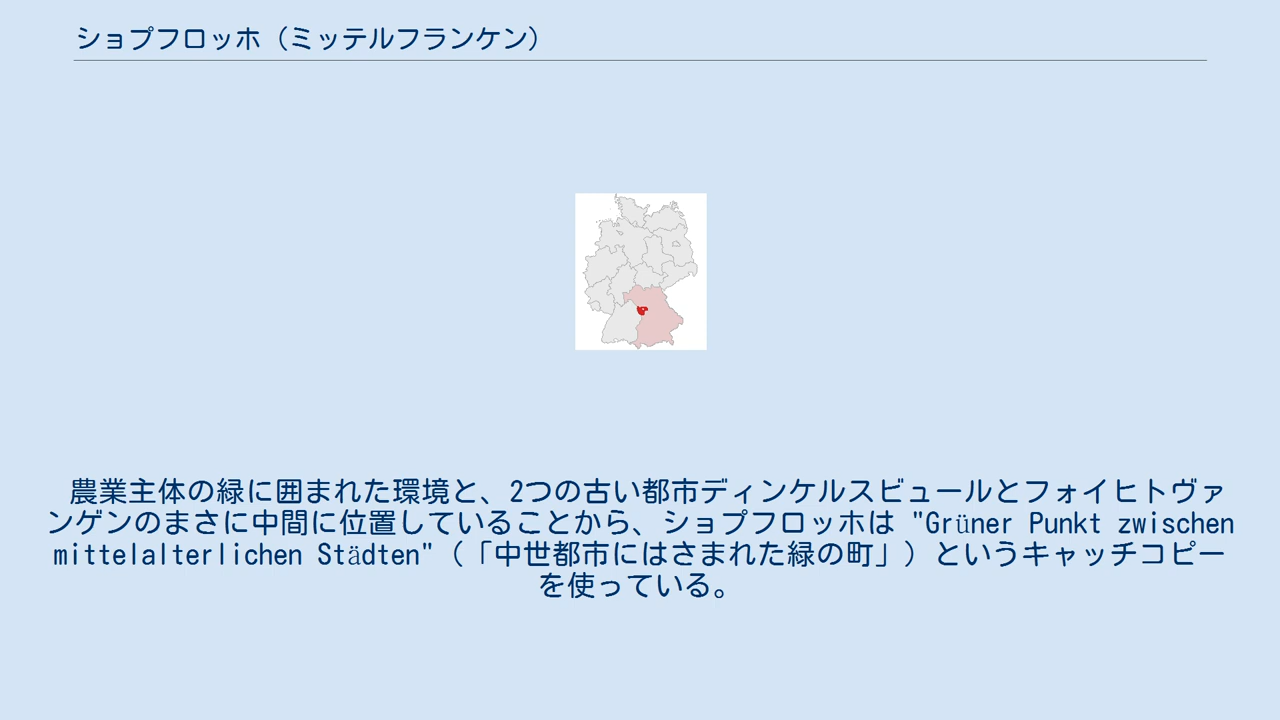 ショプフロッホ（ミッテルフランケン）
農業主体の緑に囲まれた環境と、2つの古い都市ディンケルスビュールとフォイヒトヴァ
ンゲンのまさに中間に位置していることから、ショプフロッホは "Grüner Punkt zwischen
mittelalterlichen Städten"（「中世都市にはさまれた緑の町」）というキャッチコピー
を使っている。